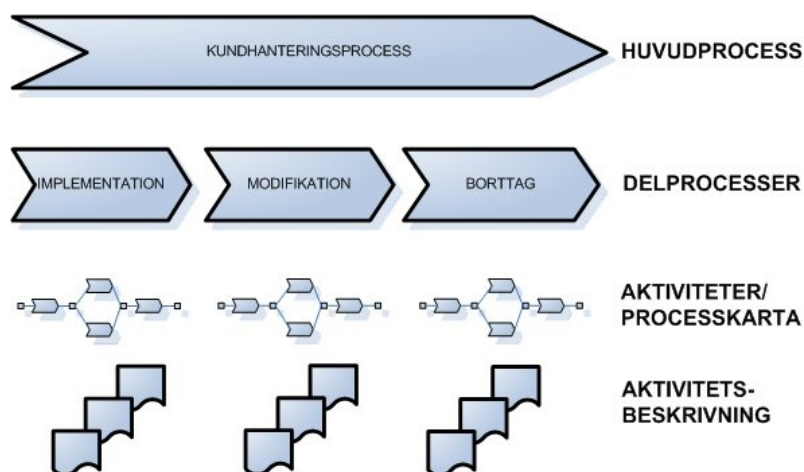 KUNDHANTERINGSPROCESS
HUVUDPROCESS
IMPLEMENTATION
MODIFIKATION
BORTTAG
DELPROCESSER
AKTIVITETER/
PROCESSKARTA
AKTIVITETS-
BESKRIVNING